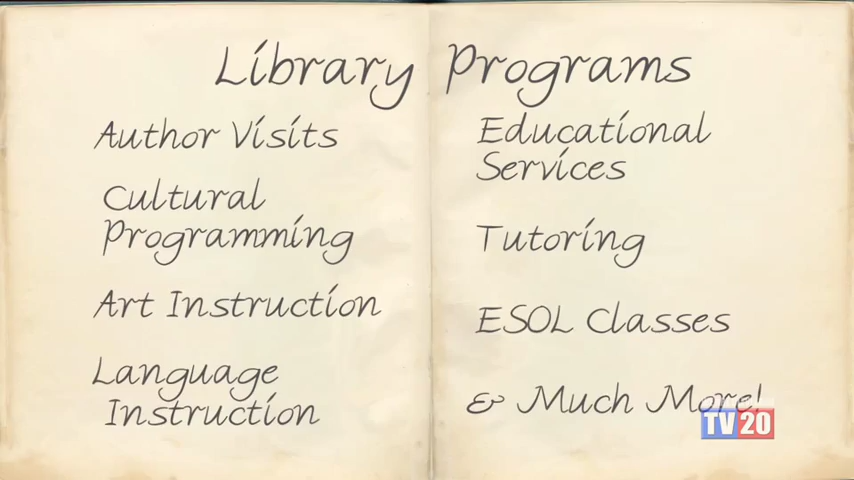 Library Programs
Author Visits
Cultural
Programming
Art Instruction
Language
Instruction
Educational
Services
Tutoring
ESOL Classes
& Much More!
TV20